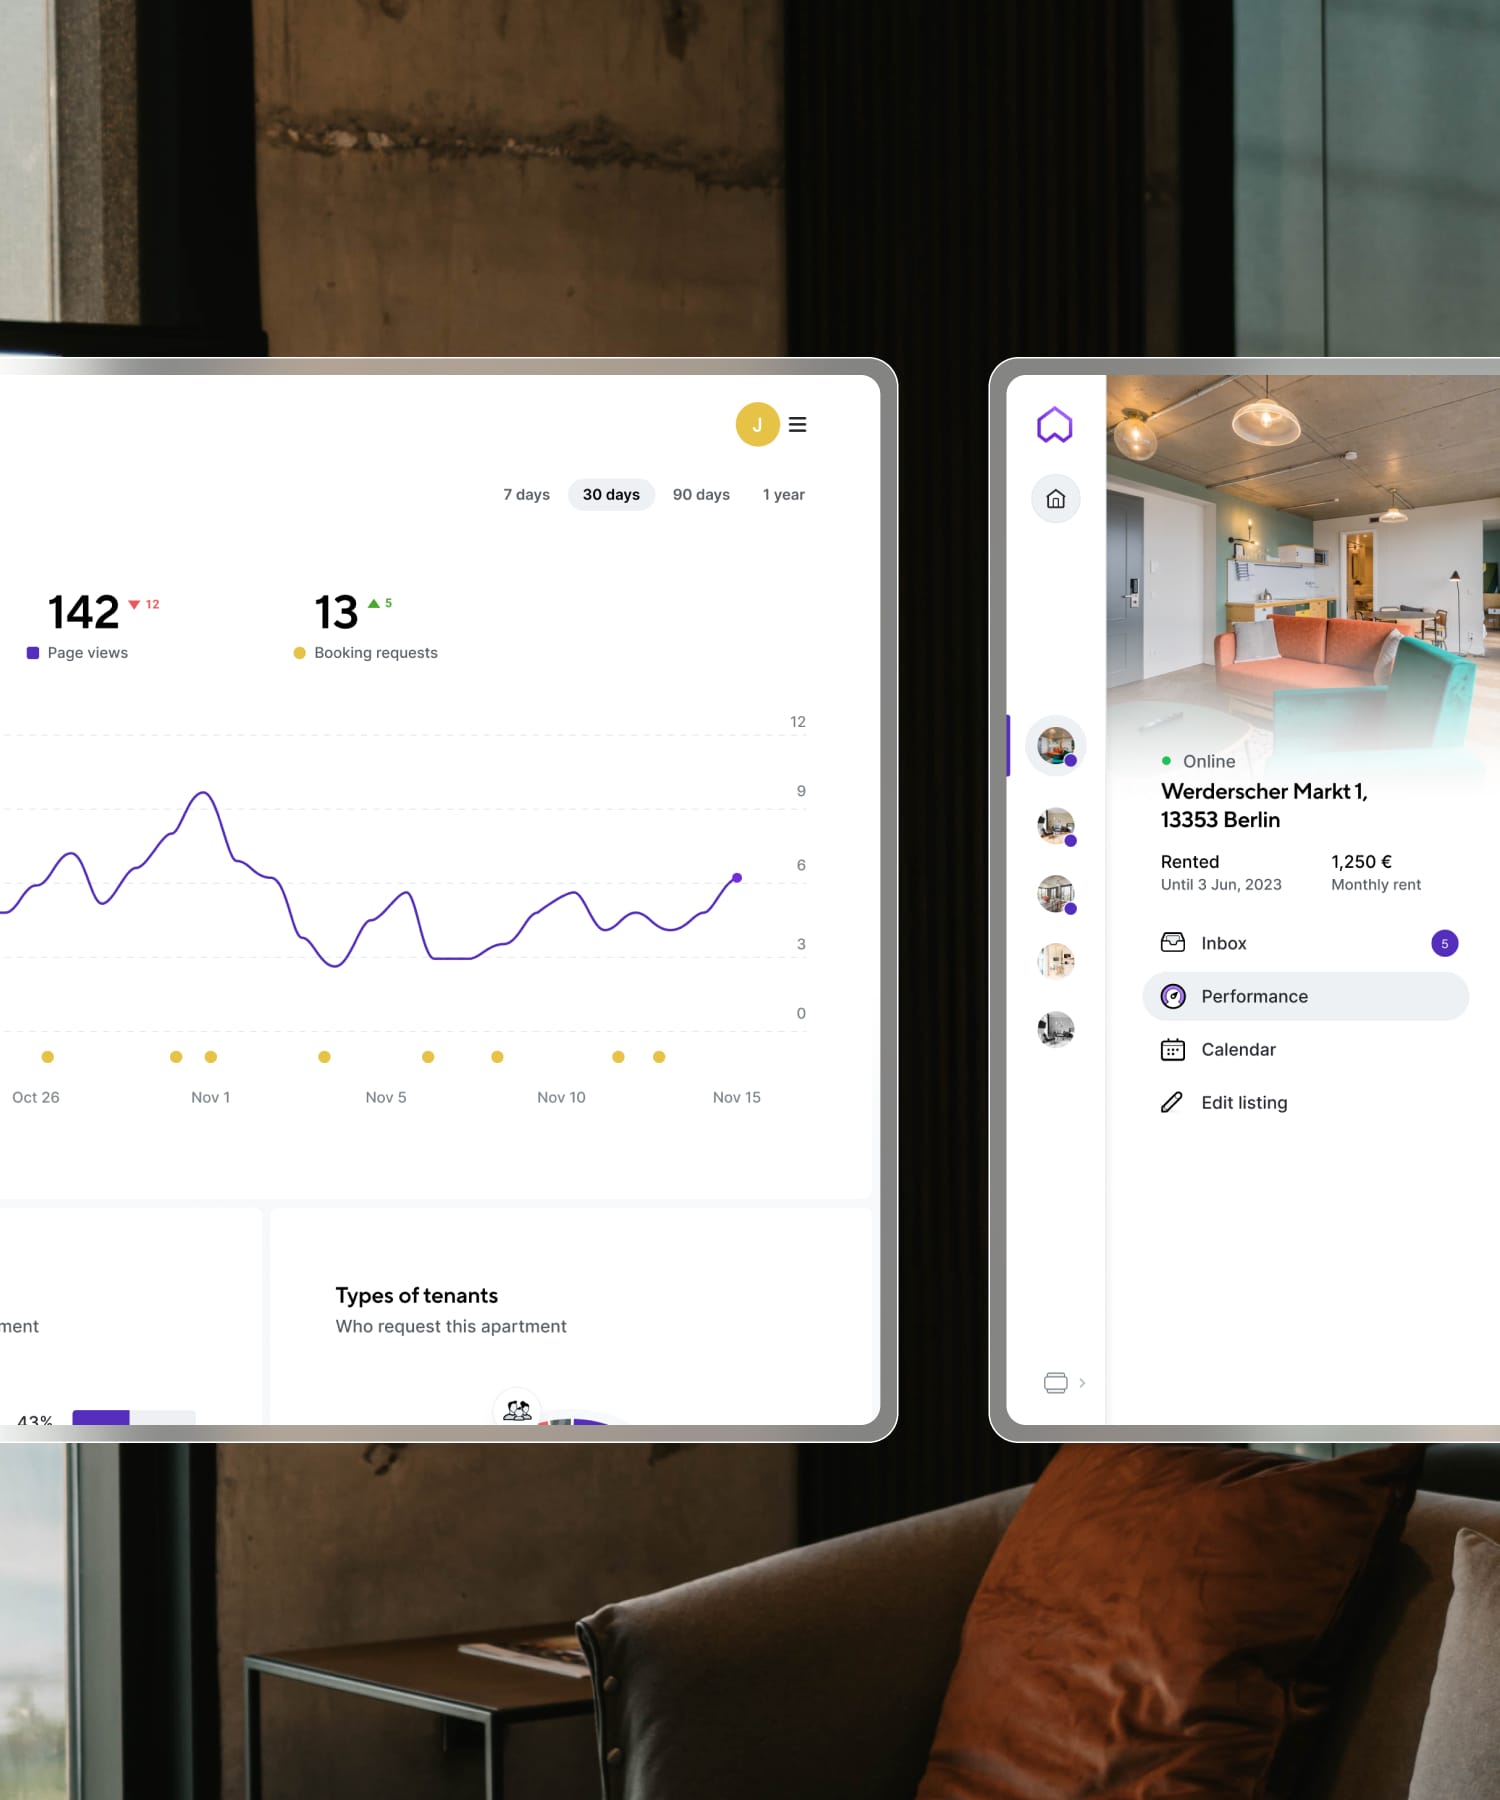 J
7 days 30 days 90 days 1 year
142 12
Page views
13 5
Booking requests
12
9
6
3
0
Oct 26 Nov 1 Nov 5 Nov 10 Nov 15
Types of tenants
Who request this apartment
43%
Online
Werderscher Markt 1,
13353 Berlin
Rented
Until 3 Jun, 2023
1,250 €
Monthly rent
Inbox 5
Performance
Calendar
Edit listing